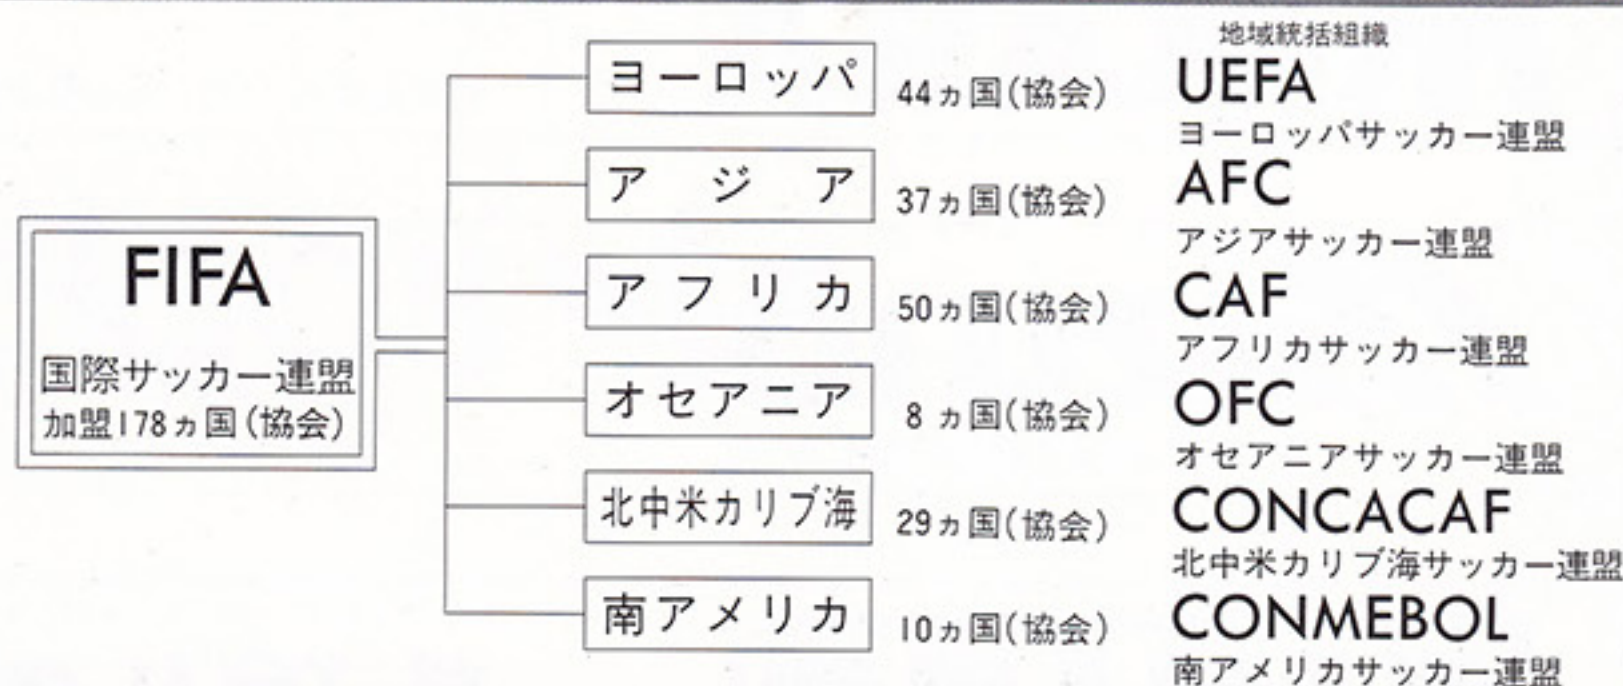 FIFA
国際サッカー連盟
加盟178ヵ国(協会)
地域統括組織
ヨーロッパ 44ヵ国(協会) UEFA
ヨーロッパサッカー連盟
アジア 37ヵ国(協会) AFC
アジアサッカー連盟
アフリカ 50ヵ国(協会) CAF
アフリカサッカー連盟
オセアニア 8ヵ国(協会) OFC
オセアニアサッカー連盟
北中米カリブ海 29ヵ国(協会) CONCACAF
北中米カリブ海サッカー連盟
南アメリカ 10ヵ国(協会) CONMEBOL
南アメリカサッカー連盟